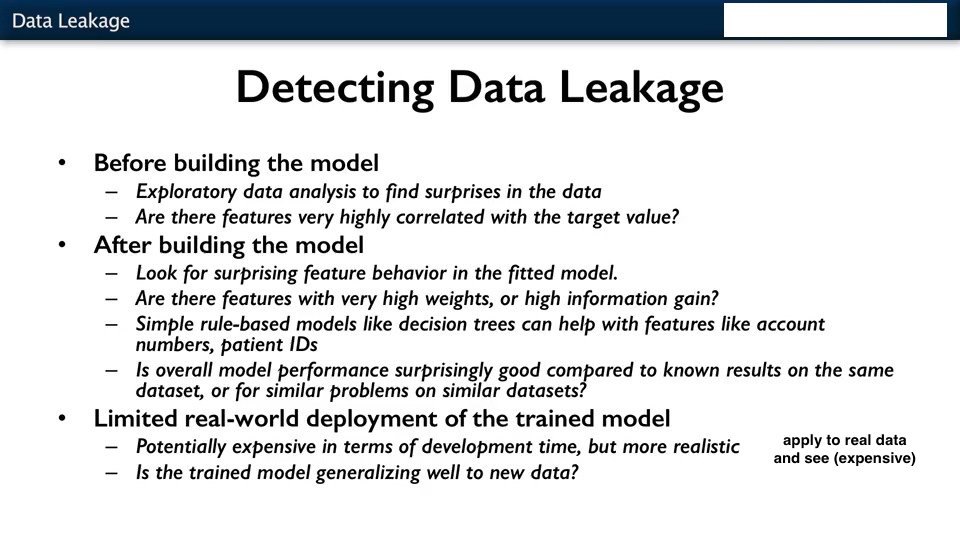 Data Leakage
Detecting Data Leakage
• Before building the model
– Exploratory data analysis to find surprises in the data
– Are there features very highly correlated with the target value?
• After building the model
– Look for surprising feature behavior in the fitted model.
– Are there features with very high weights, or high information gain?
– Simple rule-based models like decision trees can help with features like account
numbers, patient IDs
– Is overall model performance surprisingly good compared to known results on the same
dataset, or for similar problems on similar datasets?
• Limited real-world deployment of the trained model
– Potentially expensive in terms of development time, but more realistic
– Is the trained model generalizing well to new data?
apply to real data
and see (expensive)